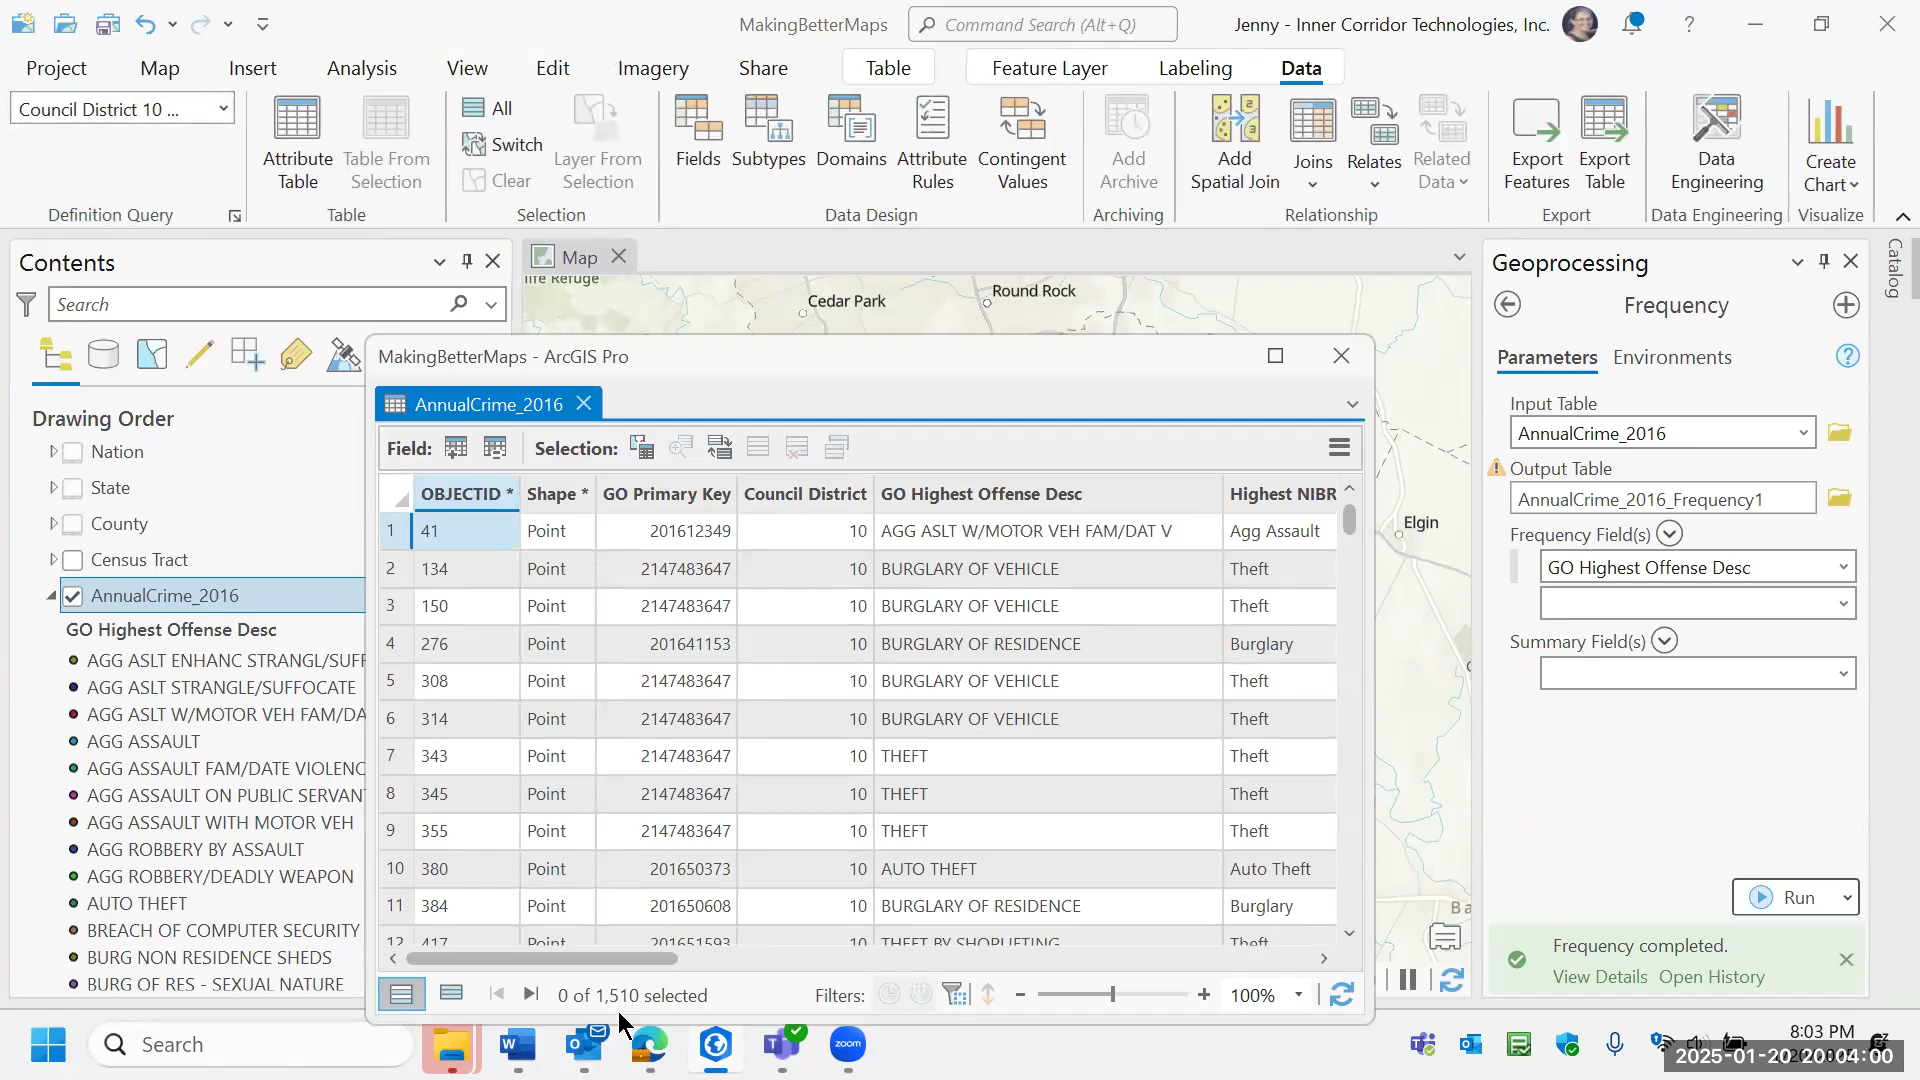 MakingBetterMaps
Command Search (Alt+Q)
Jenny - Inner Corridor Technologies, Inc.
?
Project Map Insert Analysis View Edit Imagery Share Table Feature Layer Labeling Data
Council District 10 ...
Definition Query
Attribute Table
Table From Selection
Table
All
Switch
Clear
Layer From Selection
Selection
Fields
Subtypes
Domains
Attribute Rules
Contingent Values
Data Design
Add Archive
Archiving
Add Spatial Join
Joins
Relates
Related Data
Relationship
Export Features
Export Table
Export
Data Engineering
Data Engineering
Create Chart
Visualize
Contents
Search
Drawing Order
Nation
State
County
Census Tract
AnnualCrime_2016
GO Highest Offense Desc
AGG ASLT ENHANC STRANGL/SUFF
AGG ASLT STRANGLE/SUFFOCATE
AGG ASLT W/MOTOR VEH FAM/DA
AGG ASSAULT
AGG ASSAULT FAM/DATE VIOLENC
AGG ASSAULT ON PUBLIC SERVANT
AGG ASSAULT WITH MOTOR VEH
AGG ROBBERY BY ASSAULT
AGG ROBBERY/DEADLY WEAPON
AUTO THEFT
BREACH OF COMPUTER SECURITY
BURG NON RESIDENCE SHEDS
BURG OF RES - SEXUAL NATURE
Map
life Refuge
Cedar Park
Round Rock
Elgin
Ba
MakingBetterMaps - ArcGIS Pro
AnnualCrime_2016
Field: Selection:
OBJECTID * Shape * GO Primary Key Council District GO Highest Offense Desc Highest NIBR
1 41 Point 201612349 10 AGG ASLT W/MOTOR VEH FAM/DAT V Agg Assault
2 134 Point 2147483647 10 BURGLARY OF VEHICLE Theft
3 150 Point 2147483647 10 BURGLARY OF VEHICLE Theft
4 276 Point 201641153 10 BURGLARY OF RESIDENCE Burglary
5 308 Point 2147483647 10 BURGLARY OF VEHICLE Theft
6 314 Point 2147483647 10 BURGLARY OF VEHICLE Theft
7 343 Point 2147483647 10 THEFT Theft
8 345 Point 2147483647 10 THEFT Theft
9 355 Point 2147483647 10 THEFT Theft
10 380 Point 201650373 10 AUTO THEFT Auto Theft
11 384 Point 201650608 10 BURGLARY OF RESIDENCE Burglary
12 417 Point 201651593 10 THEFT BY SHOPLIFTING Theft
0 of 1,510 selected
Filters:
- + 100%
Geoprocessing
Frequency
Parameters Environments
?
Input Table
AnnualCrime_2016
Output Table
AnnualCrime_2016_Frequency1
Frequency Field(s)
GO Highest Offense Desc
Summary Field(s)
Run
Frequency completed.
View Details Open History
Catalog
Search
zoom
8:03 PM
2025-01-20 20:04:00